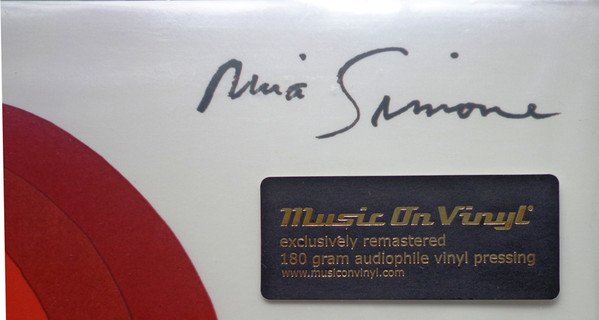 Nina Simone
Music On Vinyl®
exclusively remastered
180 gram audiophile vinyl pressing
www.musiconvinyl.com